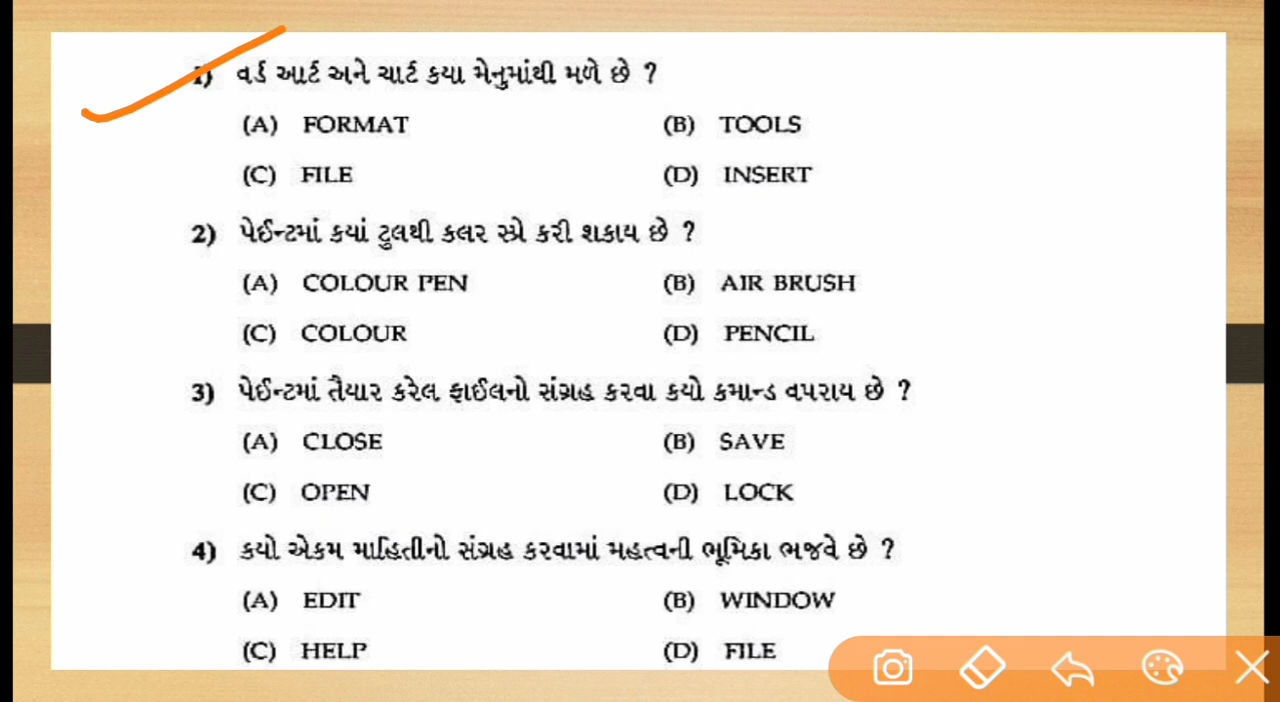 1) વર્ડ આર્ટ અને ચાર્ટ કયા મેનુમાંથી મળે છે ?
(A) FORMAT (B) TOOLS
(C) FILE (D) INSERT
2) પેઈન્ટમાં કયાં ટુલથી કલર સ્પ્રે કરી શકાય છે ?
(A) COLOUR PEN (B) AIR BRUSH
(C) COLOUR (D) PENCIL
3) પેઈન્ટમાં તૈયાર કરેલ ફાઈલનો સંગ્રહ કરવા કયો કમાન્ડ વપરાય છે ?
(A) CLOSE (B) SAVE
(C) OPEN (D) LOCK
4) કયો એકમ માહિતીનો સંગ્રહ કરવામાં મહત્વની ભૂમિકા ભજવે છે ?
(A) EDIT (B) WINDOW
(C) HELP (D) FILE